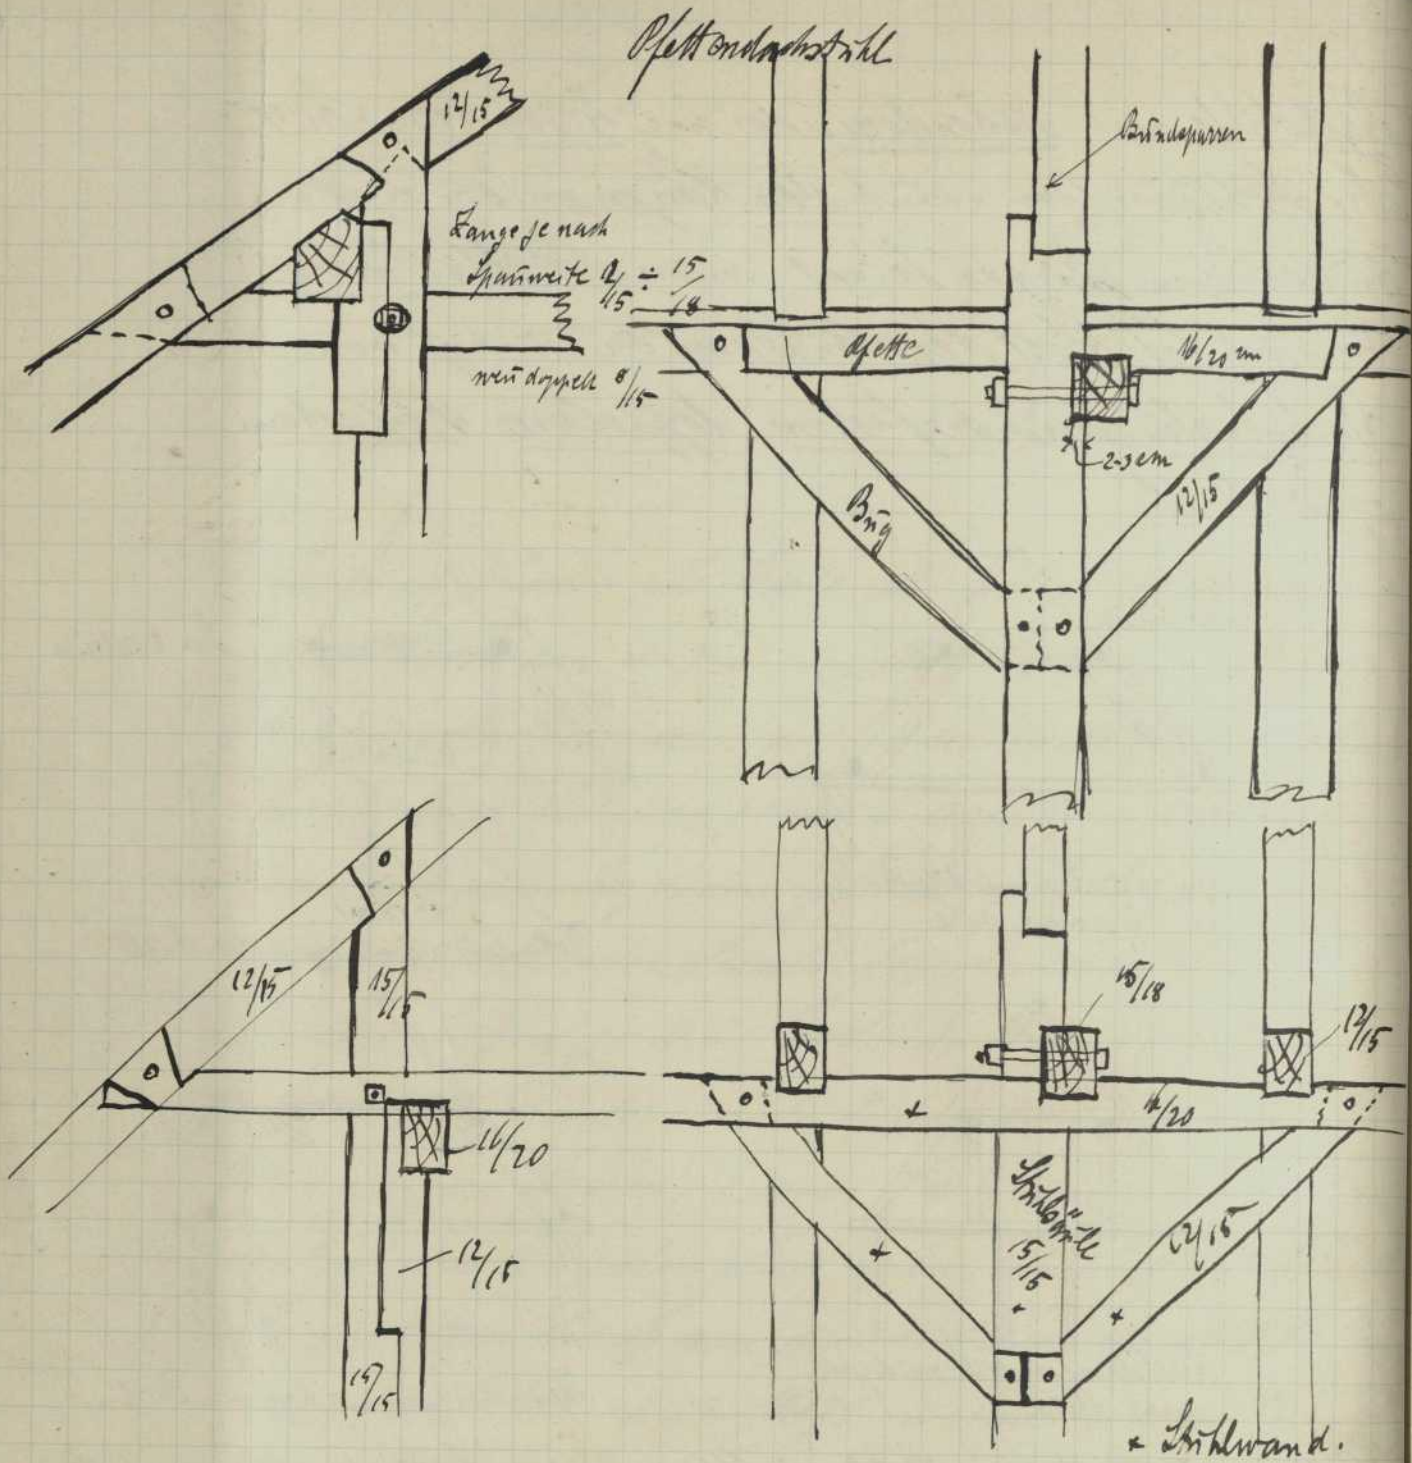 Pfettendachstuhl
12/15
Bundsparren
Zange je nach
Spannweite 12/15 ÷ 15/18
wenn doppelt 8/15
Pfette
16/20 cm
2-3 cm
Bug
12/15
12/15
15/15
15/18
12/15
16/20
16/20
12/15
Stuhlsäule
15/15
12/15
15/15
× Stuhlwand.